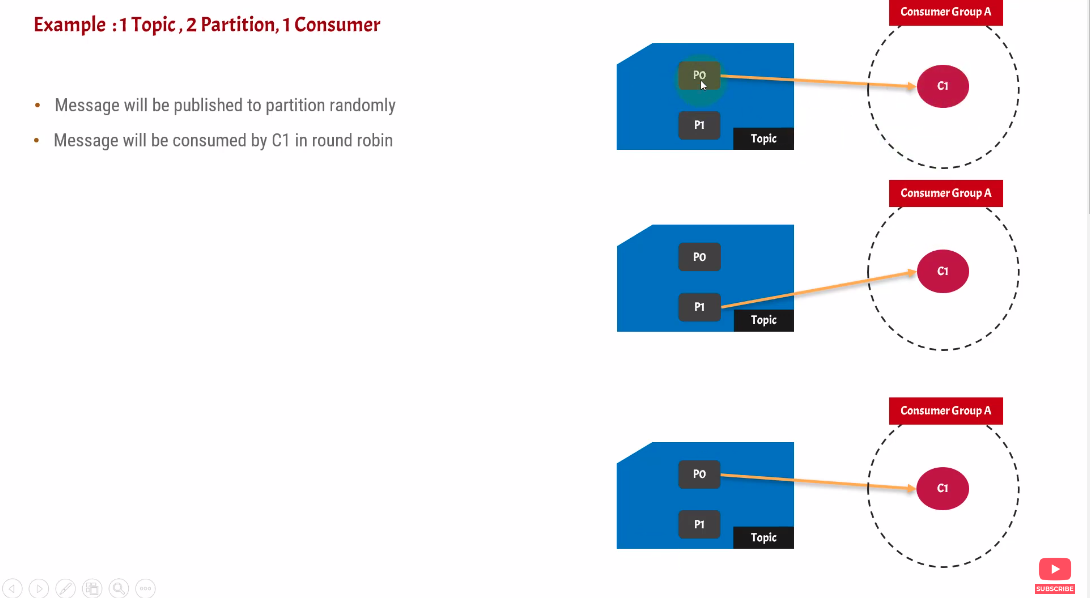 Example : 1 Topic , 2 Partition, 1 Consumer
• Message will be published to partition randomly
• Message will be consumed by C1 in round robin
Consumer Group A
P0
C1
P1
Topic
Consumer Group A
P0
C1
P1
Topic
Consumer Group A
P0
C1
P1
Topic
SUBSCRIBE